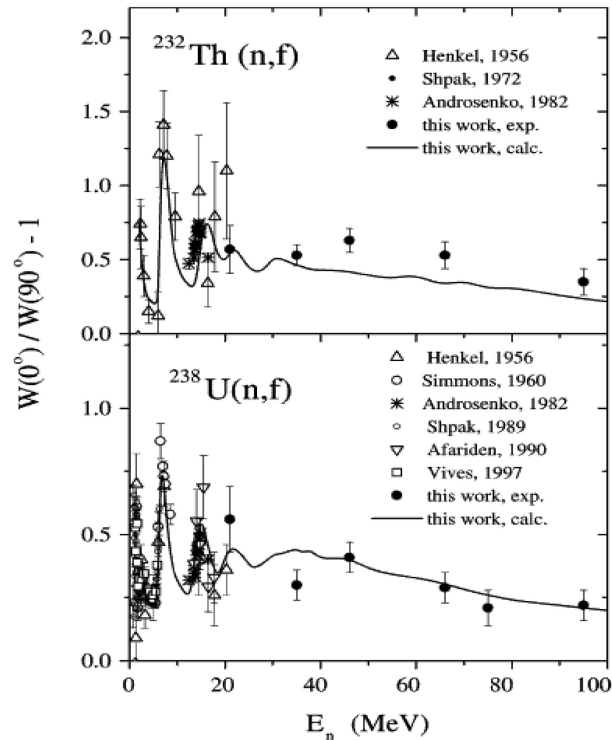 2.0
²³²Th (n,f)
Henkel, 1956
Shpak, 1972
Androsenko, 1982
this work, exp.
this work, calc.
1.5
1.0
0.5
0.0
W(0°) / W(90°) - 1
²³⁸U(n,f)
Henkel, 1956
Simmons, 1960
Androsenko, 1982
Shpak, 1989
Afariden, 1990
Vives, 1997
this work, exp.
this work, calc.
1.0
0.5
0.0
0 20 40 60 80 100
Eₙ (MeV)